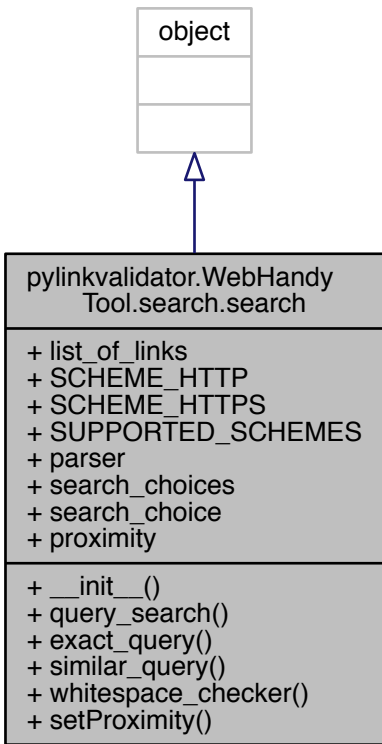 object
pylinkvalidator.WebHandy
Tool.search.search
+ list_of_links
+ SCHEME_HTTP
+ SCHEME_HTTPS
+ SUPPORTED_SCHEMES
+ parser
+ search_choices
+ search_choice
+ proximity
+ __init__()
+ query_search()
+ exact_query()
+ similar_query()
+ whitespace_checker()
+ setProximity()